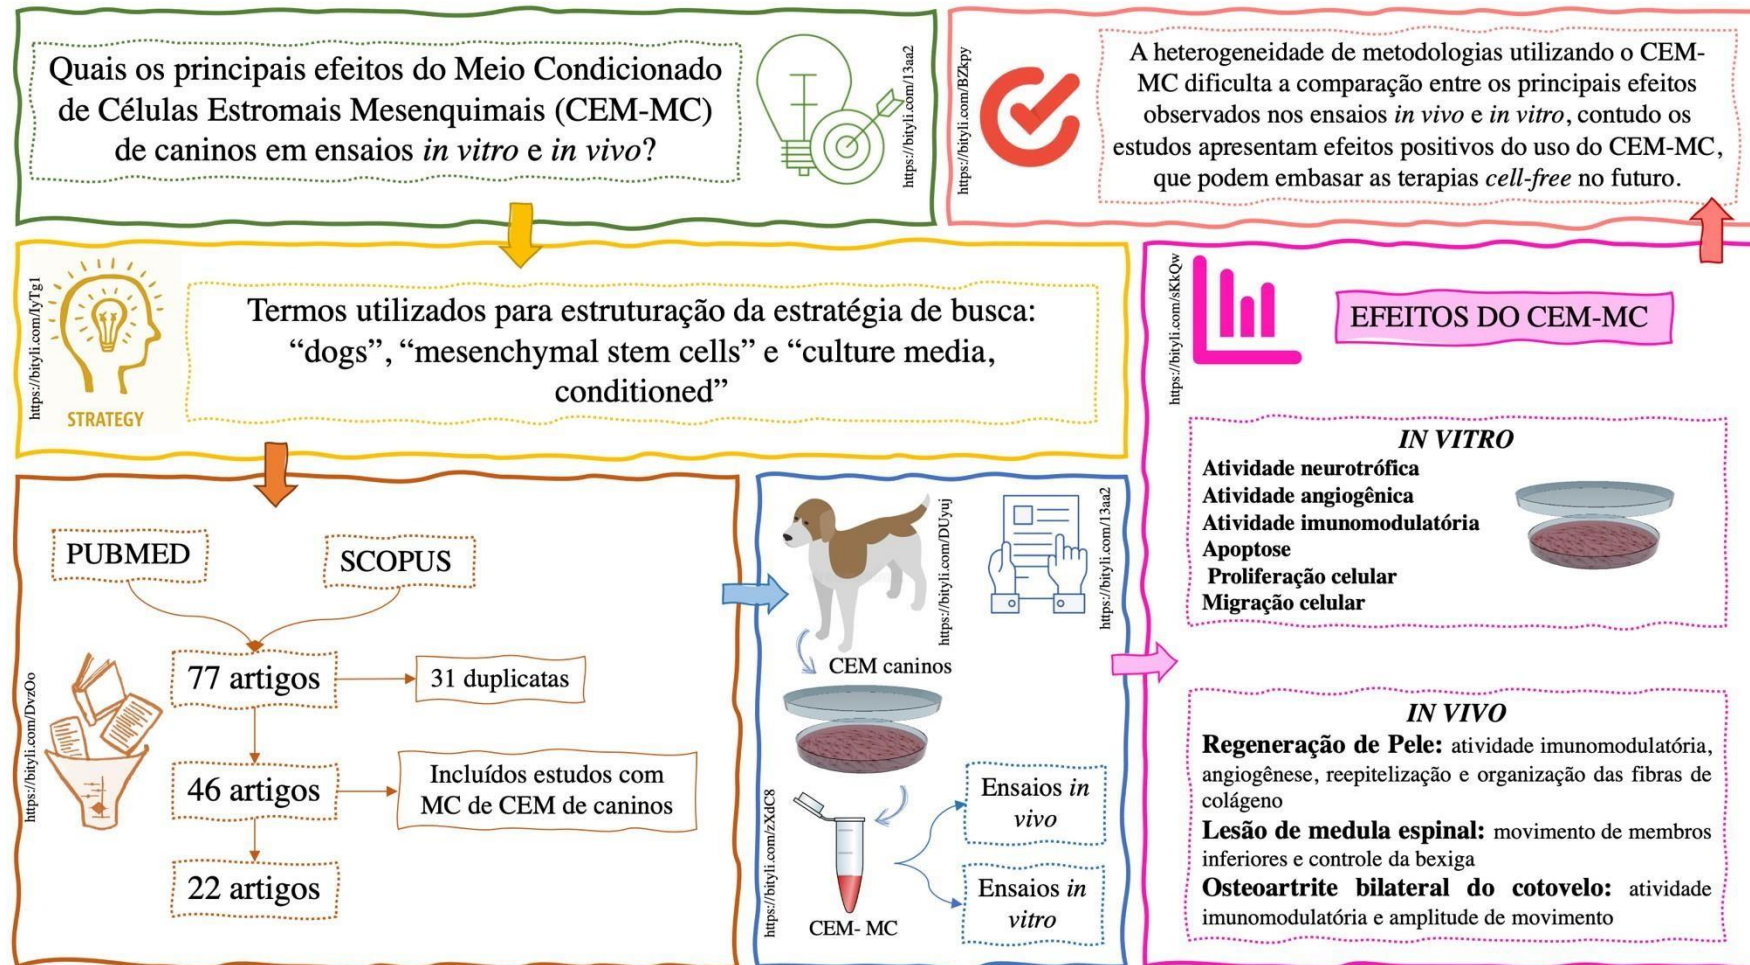 Quais os principais efeitos do Meio Condicionado
de Células Estromais Mesenquimais (CEM-MC)
de caninos em ensaios in vitro e in vivo?
https://bityli.com/13aa2
https://bityli.com/BZkpy
A heterogeneidade de metodologias utilizando o CEM-
MC dificulta a comparação entre os principais efeitos
observados nos ensaios in vivo e in vitro, contudo os
estudos apresentam efeitos positivos do uso do CEM-MC,
que podem embasar as terapias cell-free no futuro.
https://bityli.com/IyTg1
STRATEGY
Termos utilizados para estruturação da estratégia de busca:
“dogs”, “mesenchymal stem cells” e “culture media,
conditioned”
PUBMED
SCOPUS
77 artigos
31 duplicatas
46 artigos
Incluídos estudos com
MC de CEM de caninos
22 artigos
https://bityli.com/DvzOo
https://bityli.com/DUyuj
https://bityli.com/13aa2
CEM caninos
https://bityli.com/zXdC8
CEM- MC
Ensaios in
vivo
Ensaios in
vitro
https://bityli.com/sKkQw
EFEITOS DO CEM-MC
IN VITRO
Atividade neurotrófica
Atividade angiogênica
Atividade imunomodulatória
Apoptose
Proliferação celular
Migração celular
IN VIVO
Regeneração de Pele: atividade imunomodulatória,
angiogênese, reepitelização e organização das fibras de
colágeno
Lesão de medula espinal: movimento de membros
inferiores e controle da bexiga
Osteoartrite bilateral do cotovelo: atividade
imunomodulatória e amplitude de movimento